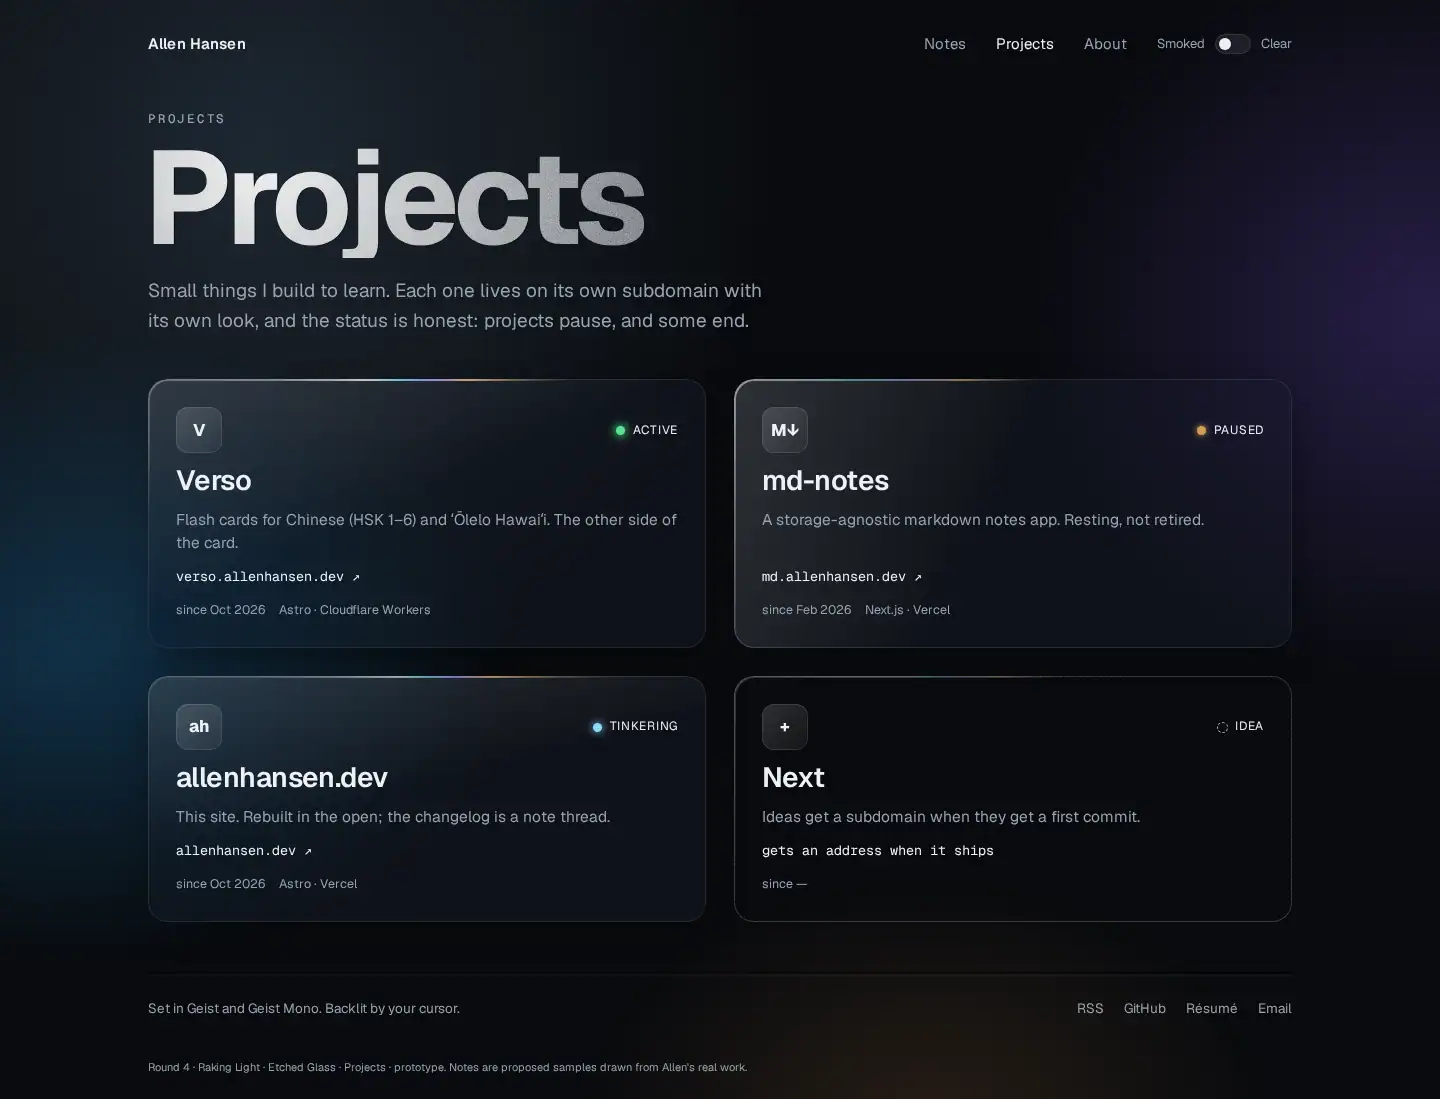 Allen Hansen
Notes Projects About Smoked Clear
PROJECTS
Projects
Small things I build to learn. Each one lives on its own subdomain with
its own look, and the status is honest: projects pause, and some end.
V ACTIVE
Verso
Flash cards for Chinese (HSK 1–6) and ʻŌlelo Hawaiʻi. The other side of
the card.
verso.allenhansen.dev ↗
since Oct 2026 Astro · Cloudflare Workers
M↓ PAUSED
md-notes
A storage-agnostic markdown notes app. Resting, not retired.
md.allenhansen.dev ↗
since Feb 2026 Next.js · Vercel
ah TINKERING
allenhansen.dev
This site. Rebuilt in the open; the changelog is a note thread.
allenhansen.dev ↗
since Oct 2026 Astro · Vercel
+ IDEA
Next
Ideas get a subdomain when they get a first commit.
gets an address when it ships
since —
Set in Geist and Geist Mono. Backlit by your cursor.
RSS GitHub Résumé Email
Round 4 · Raking Light · Etched Glass · Projects · prototype. Notes are proposed samples drawn from Allen's real work.